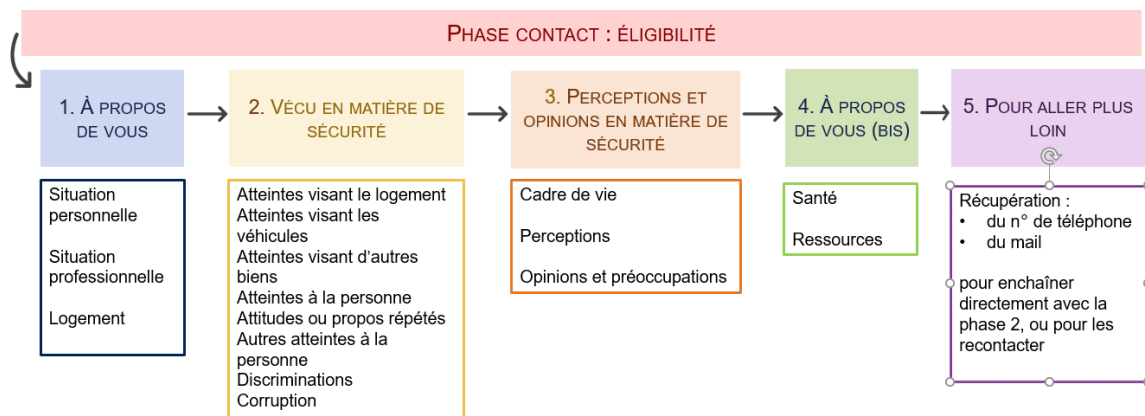 PHASE CONTACT : ÉLIGIBILITÉ
1. À PROPOS
DE VOUS
2. VÉCU EN MATIÈRE DE
SÉCURITÉ
3. PERCEPTIONS ET
OPINIONS EN MATIÈRE DE
SÉCURITÉ
4. À PROPOS
DE VOUS (BIS)
5. POUR ALLER PLUS
LOIN
Situation
personnelle
Situation
professionnelle
Logement
Atteintes visant le logement
Atteintes visant les
véhicules
Atteintes visant d'autres
biens
Atteintes à la personne
Attitudes ou propos répétés
Autres atteintes à la
personne
Discriminations
Corruption
Cadre de vie
Perceptions
Opinions et préoccupations
Santé
Ressources
Récupération :
• du n° de téléphone
• du mail
pour enchaîner
directement avec la
phase 2, ou pour les
recontacter